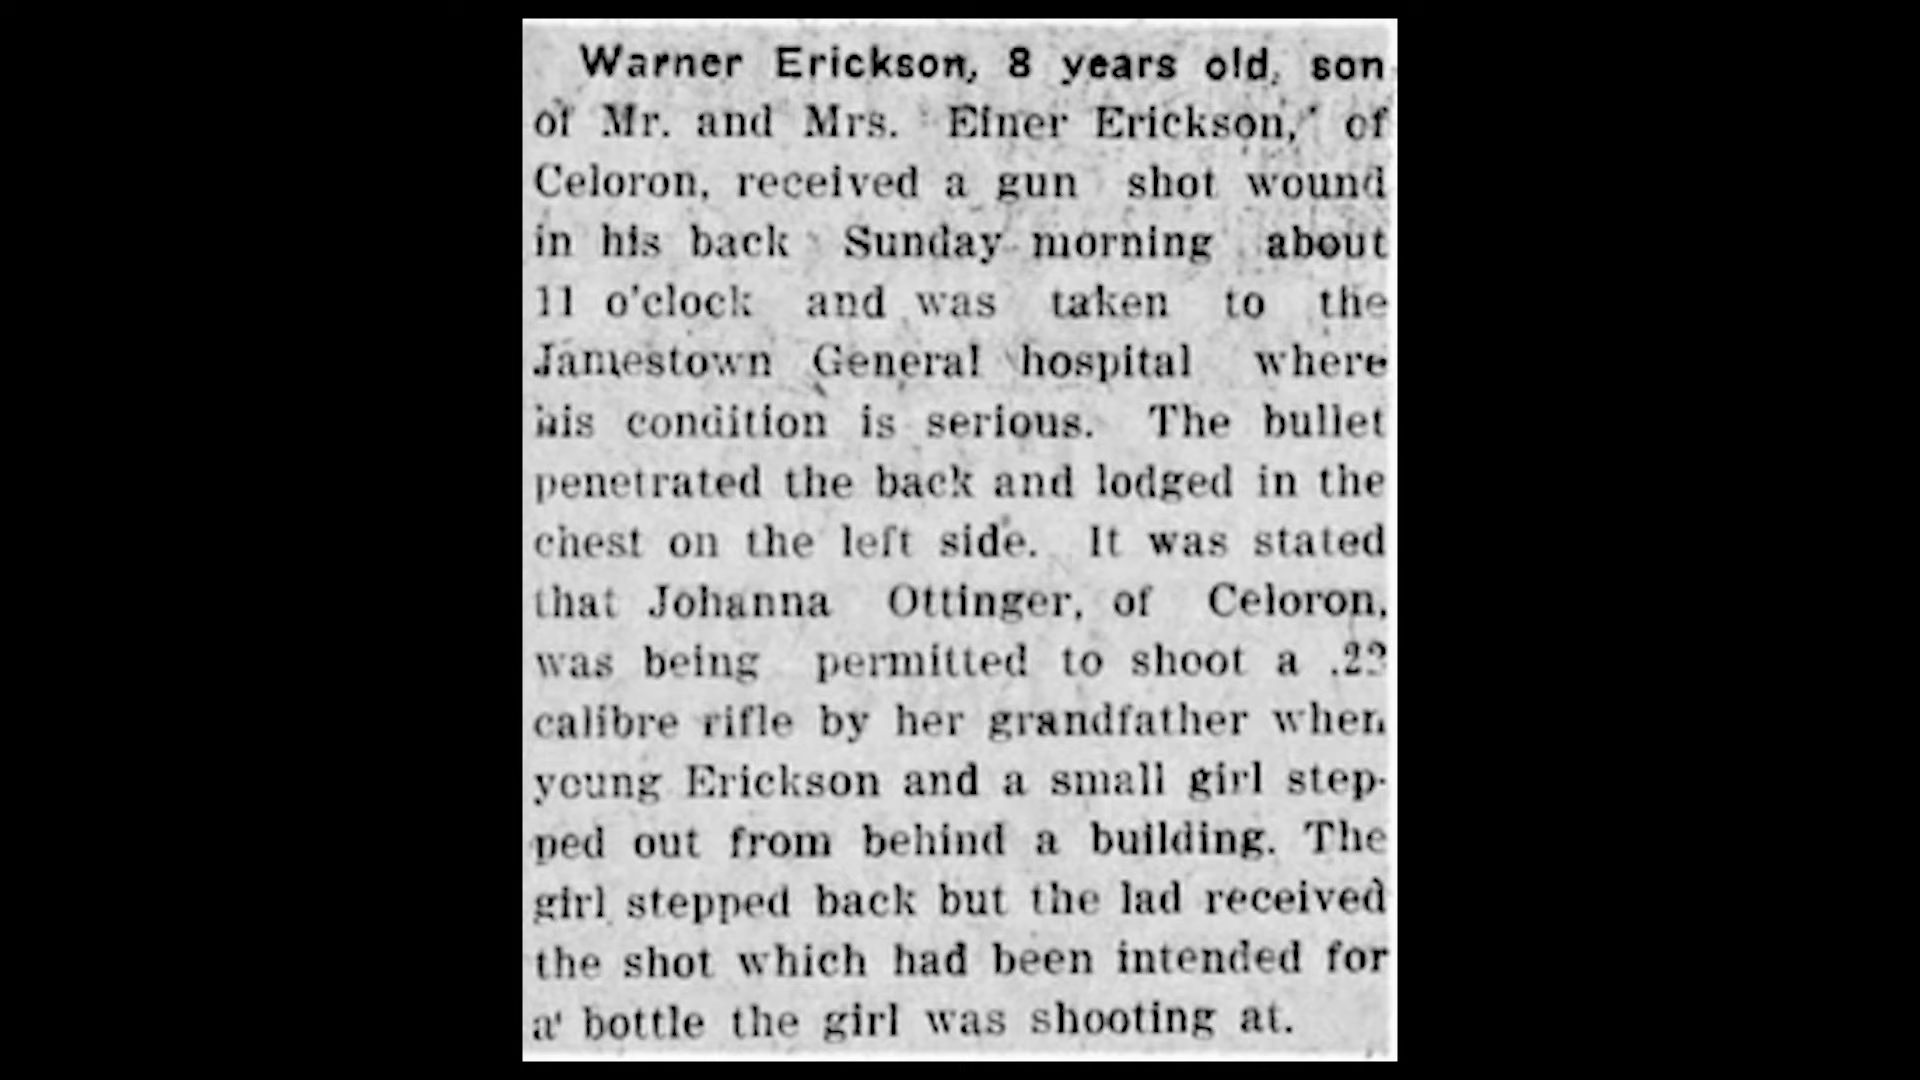 Warner Erickson, 8 years old, son
of Mr. and Mrs. Einer Erickson, of
Celoron, received a gun shot wound
in his back Sunday morning about
11 o'clock and was taken to the
Jamestown General hospital where
his condition is serious. The bullet
penetrated the back and lodged in the
chest on the left side. It was stated
that Johanna Ottinger, of Celoron,
was being permitted to shoot a .22
calibre rifle by her grandfather when
young Erickson and a small girl step-
ped out from behind a building. The
girl stepped back but the lad received
the shot which had been intended for
a bottle the girl was shooting at.